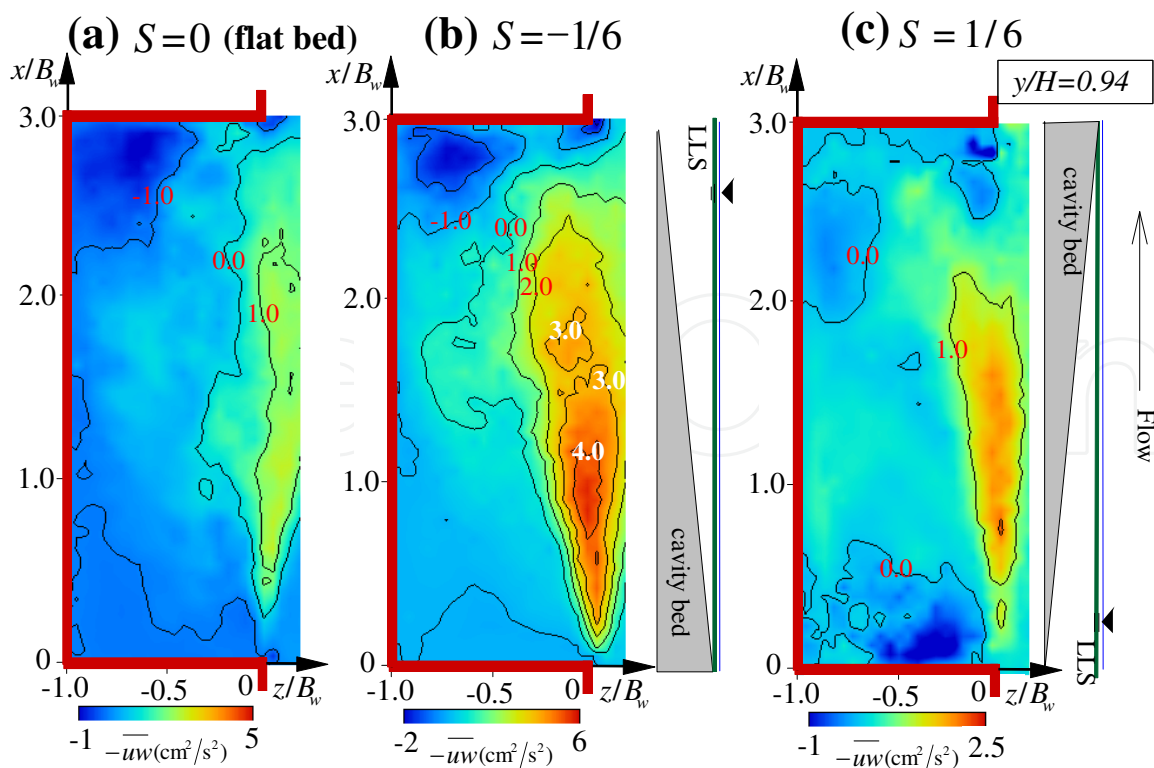 (a) S=0 (flat bed)
(b) S=−1/6
(c) S=1/6
y/H=0.94
x/B_w
3.0
2.0
1.0
0
-1.0
-0.5
0
z/B_w
-1.0
0.0
1.0
-1
5
−uw(cm²/s²)
x/B_w
3.0
2.0
1.0
0
-1.0
-0.5
0
z/B_w
-1.0
0.0
1.0
2.0
3.0
3.0
4.0
-2
6
−uw(cm²/s²)
LLS
cavity bed
x/B_w
3.0
2.0
1.0
0
-1.0
-0.5
0
z/B_w
0.0
1.0
0.0
-1
2.5
−uw(cm²/s²)
cavity bed
LLS
Flow